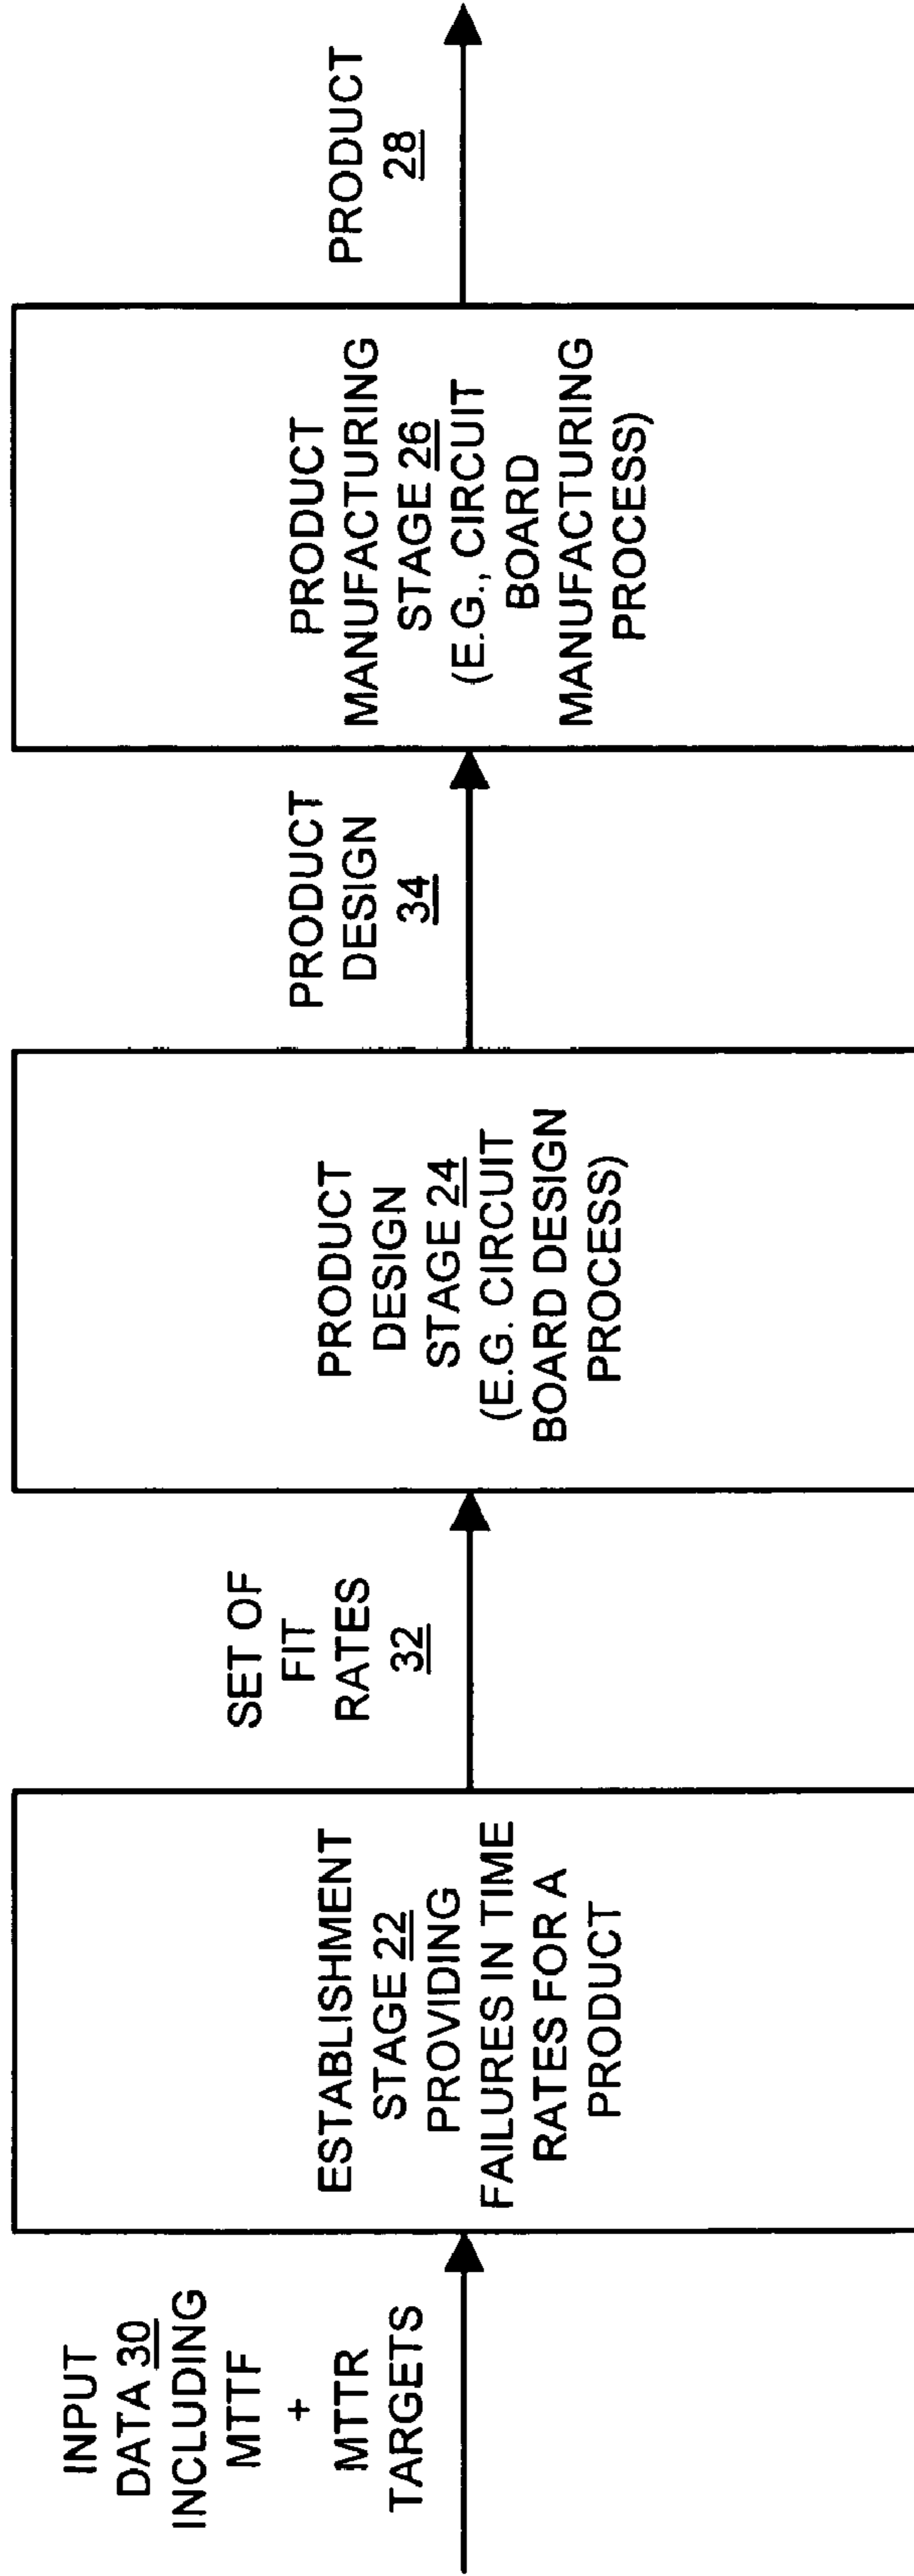 INPUT
DATA 30
INCLUDING
MTTF
+
MTTR
TARGETS
ESTABLISHMENT
STAGE 22
PROVIDING
FAILURES IN TIME
RATES FOR A
PRODUCT
SET OF
FIT
RATES
32
PRODUCT
DESIGN
STAGE 24
(E.G. CIRCUIT
BOARD DESIGN
PROCESS)
PRODUCT
DESIGN
34
PRODUCT
MANUFACTURING
STAGE 26
(E.G., CIRCUIT
BOARD
MANUFACTURING
PROCESS)
PRODUCT
28